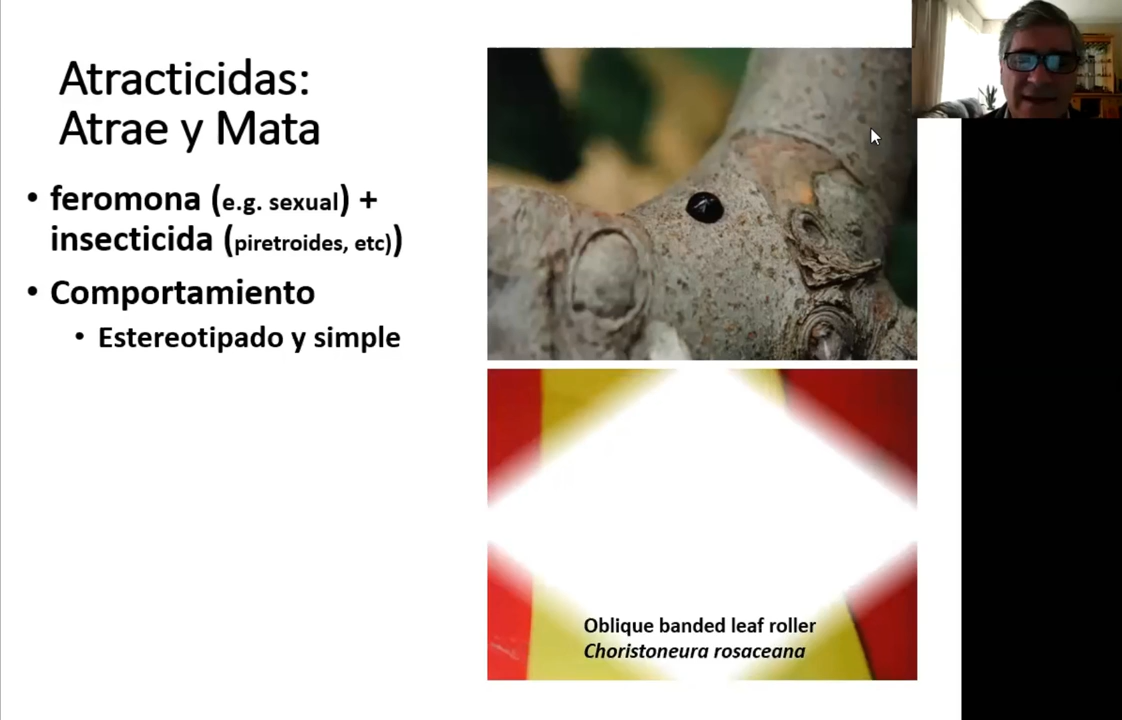 Atracticidas:
Atrae y Mata
• feromona (e.g. sexual) +
insecticida (piretroides, etc))
• Comportamiento
• Estereotipado y simple
Oblique banded leaf roller
Choristoneura rosaceana